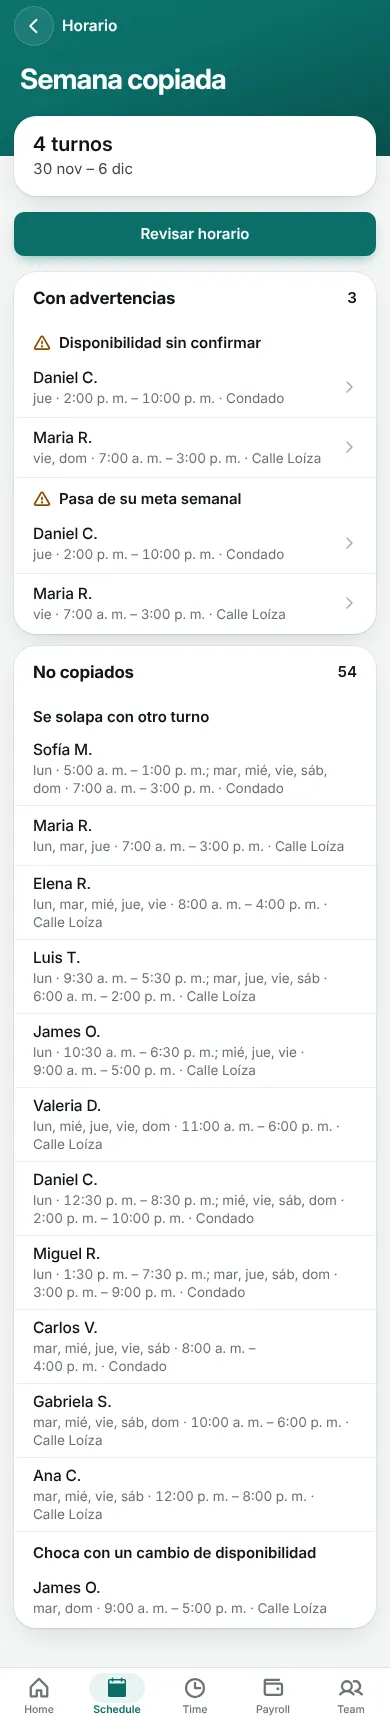 Horario
Semana copiada
4 turnos
30 nov – 6 dic
Revisar horario
Con advertencias 3
Disponibilidad sin confirmar
Daniel C.
jue · 2:00 p. m. – 10:00 p. m. · Condado
Maria R.
vie, dom · 7:00 a. m. – 3:00 p. m. · Calle Loíza
Pasa de su meta semanal
Daniel C.
jue · 2:00 p. m. – 10:00 p. m. · Condado
Maria R.
vie · 7:00 a. m. – 3:00 p. m. · Calle Loíza
No copiados 54
Se solapa con otro turno
Sofía M.
lun · 5:00 a. m. – 1:00 p. m.; mar, mié, vie, sáb,
dom · 7:00 a. m. – 3:00 p. m. · Condado
Maria R.
lun, mar, jue · 7:00 a. m. – 3:00 p. m. · Calle Loíza
Elena R.
lun, mar, mié, jue, vie · 8:00 a. m. – 4:00 p. m. ·
Calle Loíza
Luis T.
lun · 9:30 a. m. – 5:30 p. m.; mar, jue, vie, sáb ·
6:00 a. m. – 2:00 p. m. · Calle Loíza
James O.
lun · 10:30 a. m. – 6:30 p. m.; mié, jue, vie ·
9:00 a. m. – 5:00 p. m. · Calle Loíza
Valeria D.
lun, mié, jue, vie, dom · 11:00 a. m. – 6:00 p. m. ·
Calle Loíza
Daniel C.
lun · 12:30 p. m. – 8:30 p. m.; mié, vie, sáb, dom ·
2:00 p. m. – 10:00 p. m. · Condado
Miguel R.
lun · 1:30 p. m. – 7:30 p. m.; mar, jue, sáb, dom ·
3:00 p. m. – 9:00 p. m. · Condado
Carlos V.
mar, mié, jue, vie, sáb · 8:00 a. m. –
4:00 p. m. · Condado
Gabriela S.
mar, mié, vie, sáb, dom · 10:00 a. m. – 6:00 p. m. ·
Calle Loíza
Ana C.
mar, mié, vie, sáb · 12:00 p. m. – 8:00 p. m. ·
Calle Loíza
Choca con un cambio de disponibilidad
James O.
mar, dom · 9:00 a. m. – 5:00 p. m. · Calle Loíza
Home Schedule Time Payroll Team